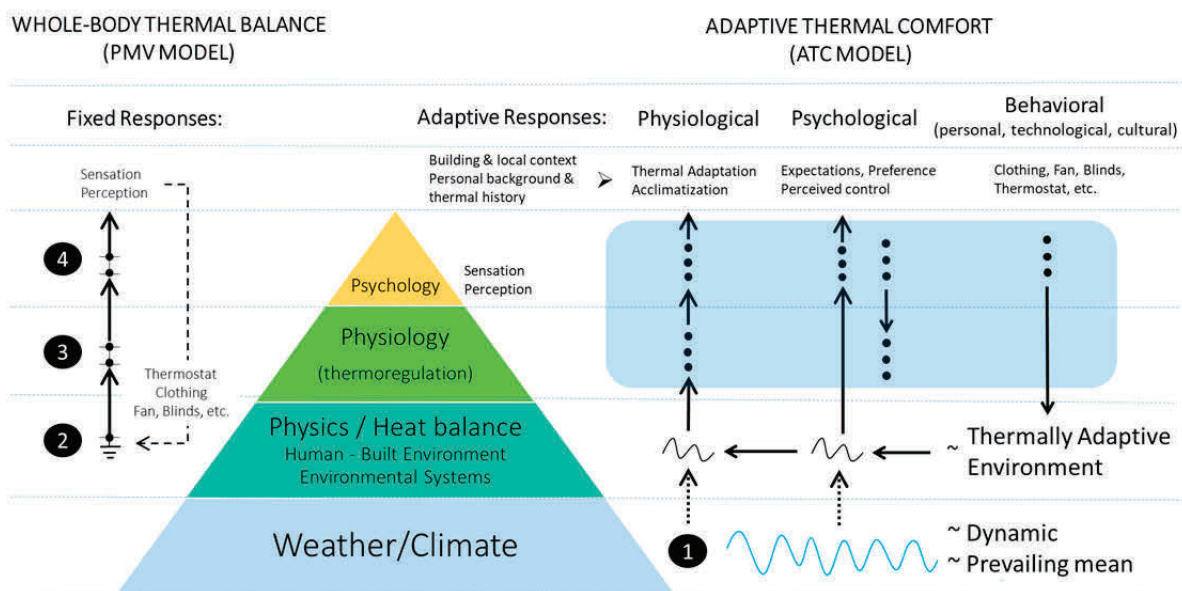 WHOLE-BODY THERMAL BALANCE
(PMV MODEL)
ADAPTIVE THERMAL COMFORT
(ATC MODEL)
Fixed Responses:
Adaptive Responses:
Physiological
Psychological
Behavioral
(personal, technological, cultural)
Sensation
Perception
Building & local context
Personal background &
thermal history
Thermal Adaptation
Acclimatization
Expectations, Preference
Perceived control
Clothing, Fan, Blinds,
Thermostat, etc.
4
Psychology
Sensation
Perception
3
Physiology
(thermoregulation)
Thermostat
Clothing
Fan, Blinds, etc.
2
Physics / Heat balance
Human - Built Environment
Environmental Systems
~ Thermally Adaptive
Environment
Weather/Climate
1
~ Dynamic
~ Prevailing mean